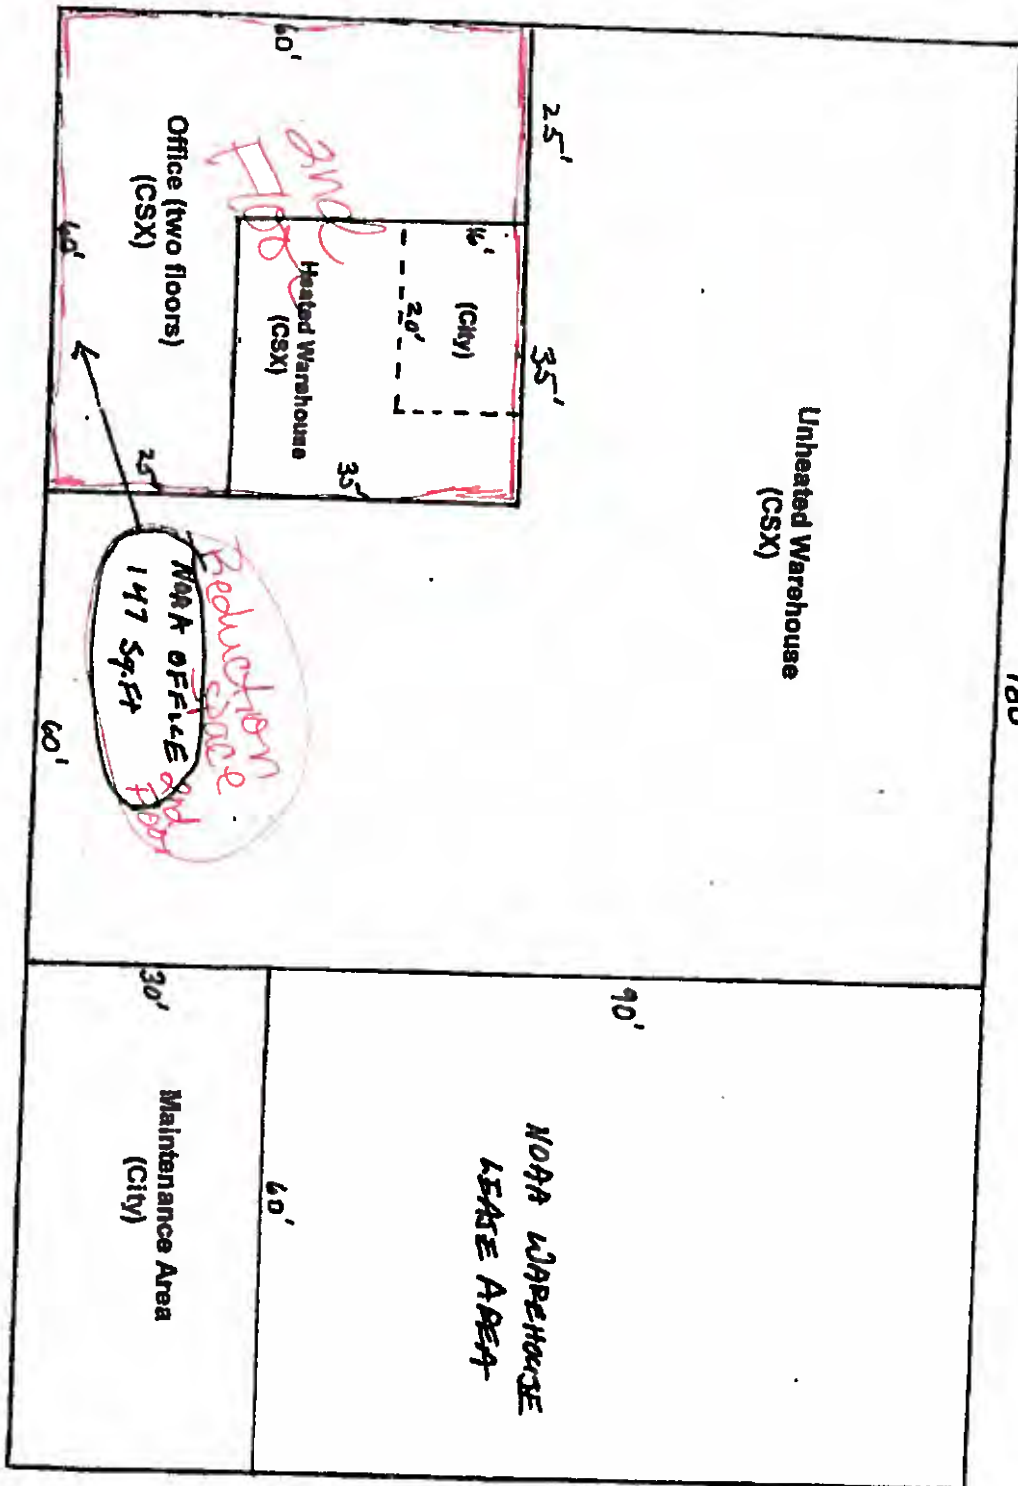 180
Unheated Warehouse
(CSX)
25'
35'
60'
Office (two floors)
(CSX)
2nd
Floor
16'
(City)
20'
Heated Warehouse
(CSX)
35'
25'
60'
Reduction
Space
NOAA OFFICE
147 Sq.Ft
2nd
Floor
60'
90'
NOAA WAREHOUSE
LEASE AREA
60'
30'
Maintenance Area
(City)